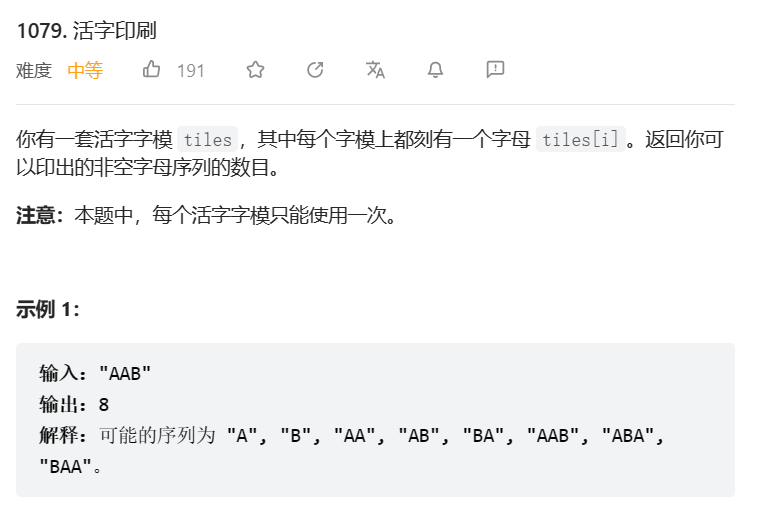 1079. 活字印刷
难度 中等 191
你有一套活字字模 tiles，其中每个字模上都刻有一个字母 tiles[i]。返回你可
以印出的非空字母序列的数目。
注意：本题中，每个活字字模只能使用一次。
示例 1：
输入："AAB"
输出：8
解释：可能的序列为 "A", "B", "AA", "AB", "BA", "AAB", "ABA",
"BAA"。